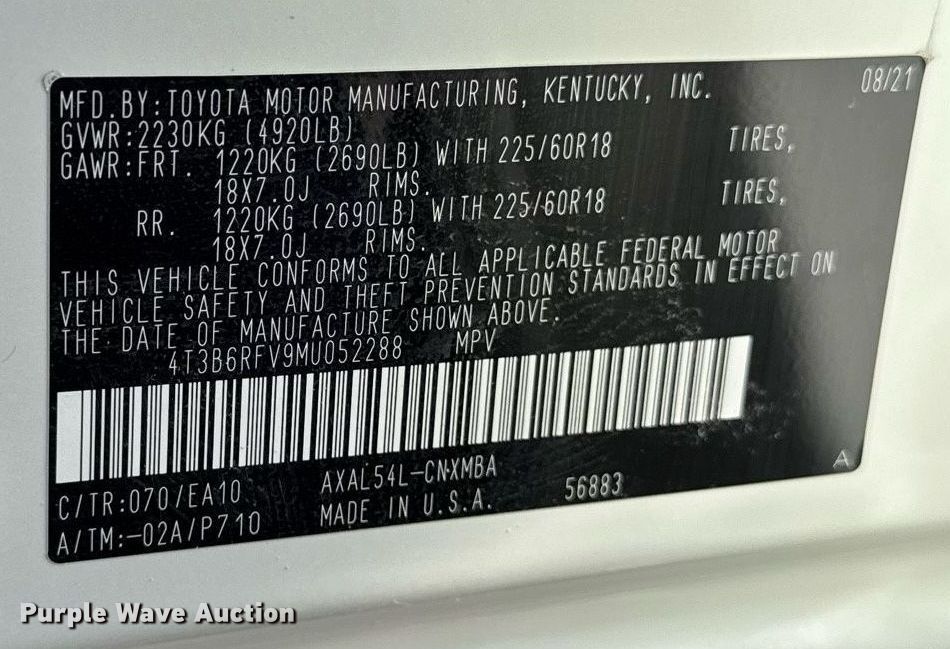 08/21
MFD.BY:TOYOTA MOTOR MANUFACTURING, KENTUCKY, INC.
GVWR:2230KG (4920LB)
GAWR:FRT. 1220KG (2690LB) WITH 225/60R18 TIRES,
18X7.0J RIMS.
RR. 1220KG (2690LB) WITH 225/60R18 TIRES,
18X7.0J RIMS.
THIS VEHICLE CONFORMS TO ALL APPLICABLE FEDERAL MOTOR
VEHICLE SAFETY AND THEFT PREVENTION STANDARDS IN EFFECT ON
THE DATE OF MANUFACTURE SHOWN ABOVE.
4T3B6RFV9MU052288 MPV
C/TR:070/EA10 AXAL54L-CNXMBA 56883 A
A/TM:-02A/P710 MADE IN U.S.A.
Purple Wave Auction